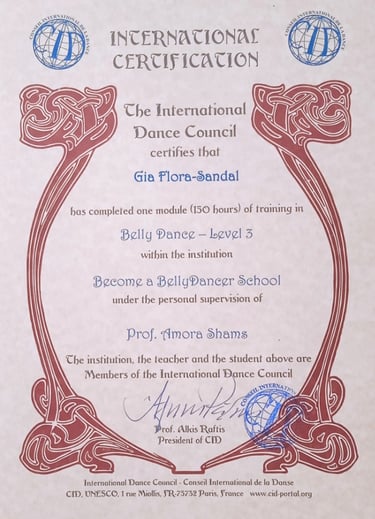 INTERNATIONAL
CERTIFICATION
The International
Dance Council
certifies that
Gia Flora-Sandal
has completed one module (150 hours) of training in
Belly Dance – Level 3
within the institution
Become a BellyDancer School
under the personal supervision of
Prof. Amora Shams
The institution, the teacher and the student above are
Members of the International Dance Council
Prof. Alkis Raftis
President of CID
International Dance Council - Conseil International de la Danse
CID, UNESCO, 1 rue Miollis, FR-75732 Paris, France www.cid-portal.org